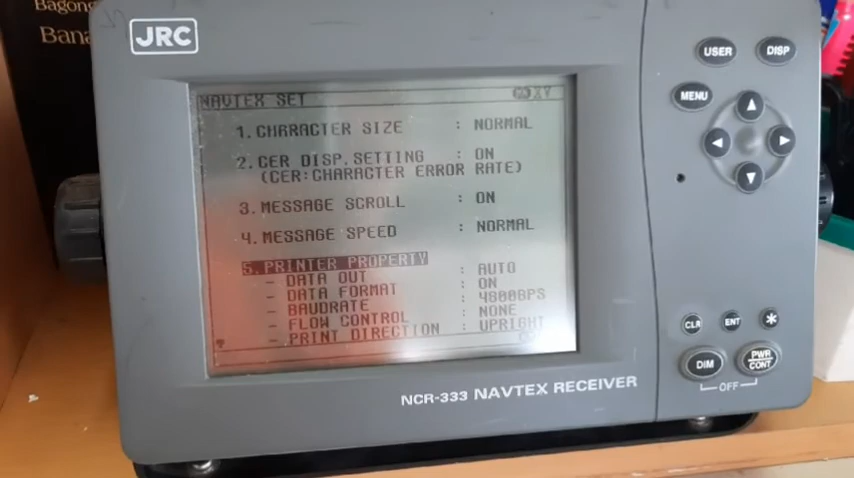 Bagong
Bana
JRC
USER
DISP
MENU
NAVTEX SET
1. CHARACTER SIZE : NORMAL
2. CER DISP. SETTING : ON
(CER:CHARACTER ERROR RATE)
3. MESSAGE SCROLL : ON
4. MESSAGE SPEED : NORMAL
5. PRINTER PROPERTY
- DATA OUT : AUTO
- DATA FORMAT : ON
- BAUDRATE : 4800BPS
- FLOW CONTROL : NONE
- PRINT DIRECTION : UPRIGHT
CLR
ENT
*
DIM
PWR
CONT
OFF
NCR-333 NAVTEX RECEIVER